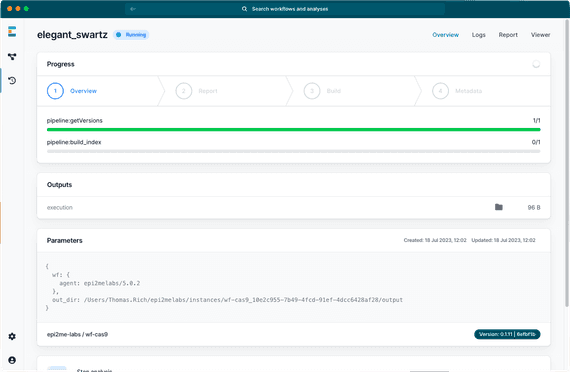 Search workflows and analyses
elegant_swartz
Running
Overview
Logs
Report
Viewer
Progress
1 Overview
2 Report
3 Build
4 Metadata
pipeline:getVersions 1/1
pipeline:build_index 0/1
Outputs
execution 96 B
Parameters
Created: 18 Jul 2023, 12:02 Updated: 18 Jul 2023, 12:02
{
wf: {
agent: epi2melabs/5.0.2
},
out_dir: /Users/Thomas.Rich/epi2melabs/instances/wf-cas9_10e2c955-7b49-4fcd-91ef-4dcc6428af28/output
}
epi2me-labs / wf-cas9
Version: 0.1.11 |
Stop analysis